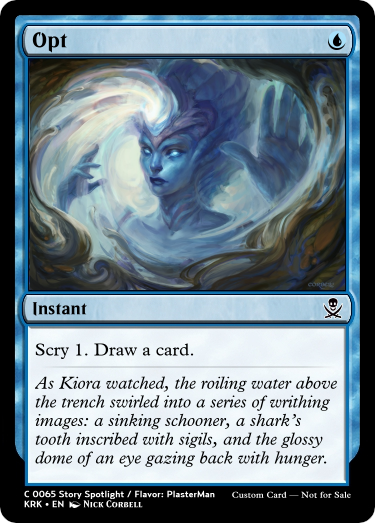 Opt
Instant
Scry 1. Draw a card.
As Kiora watched, the roiling water above
the trench swirled into a series of writhing
images: a sinking schooner, a shark's
tooth inscribed with sigils, and the glossy
dome of an eye gazing back with hunger.
C 0065 Story Spotlight / Flavor: PlasterMan
Custom Card — Not for Sale
KRK • EN Nick Corbell